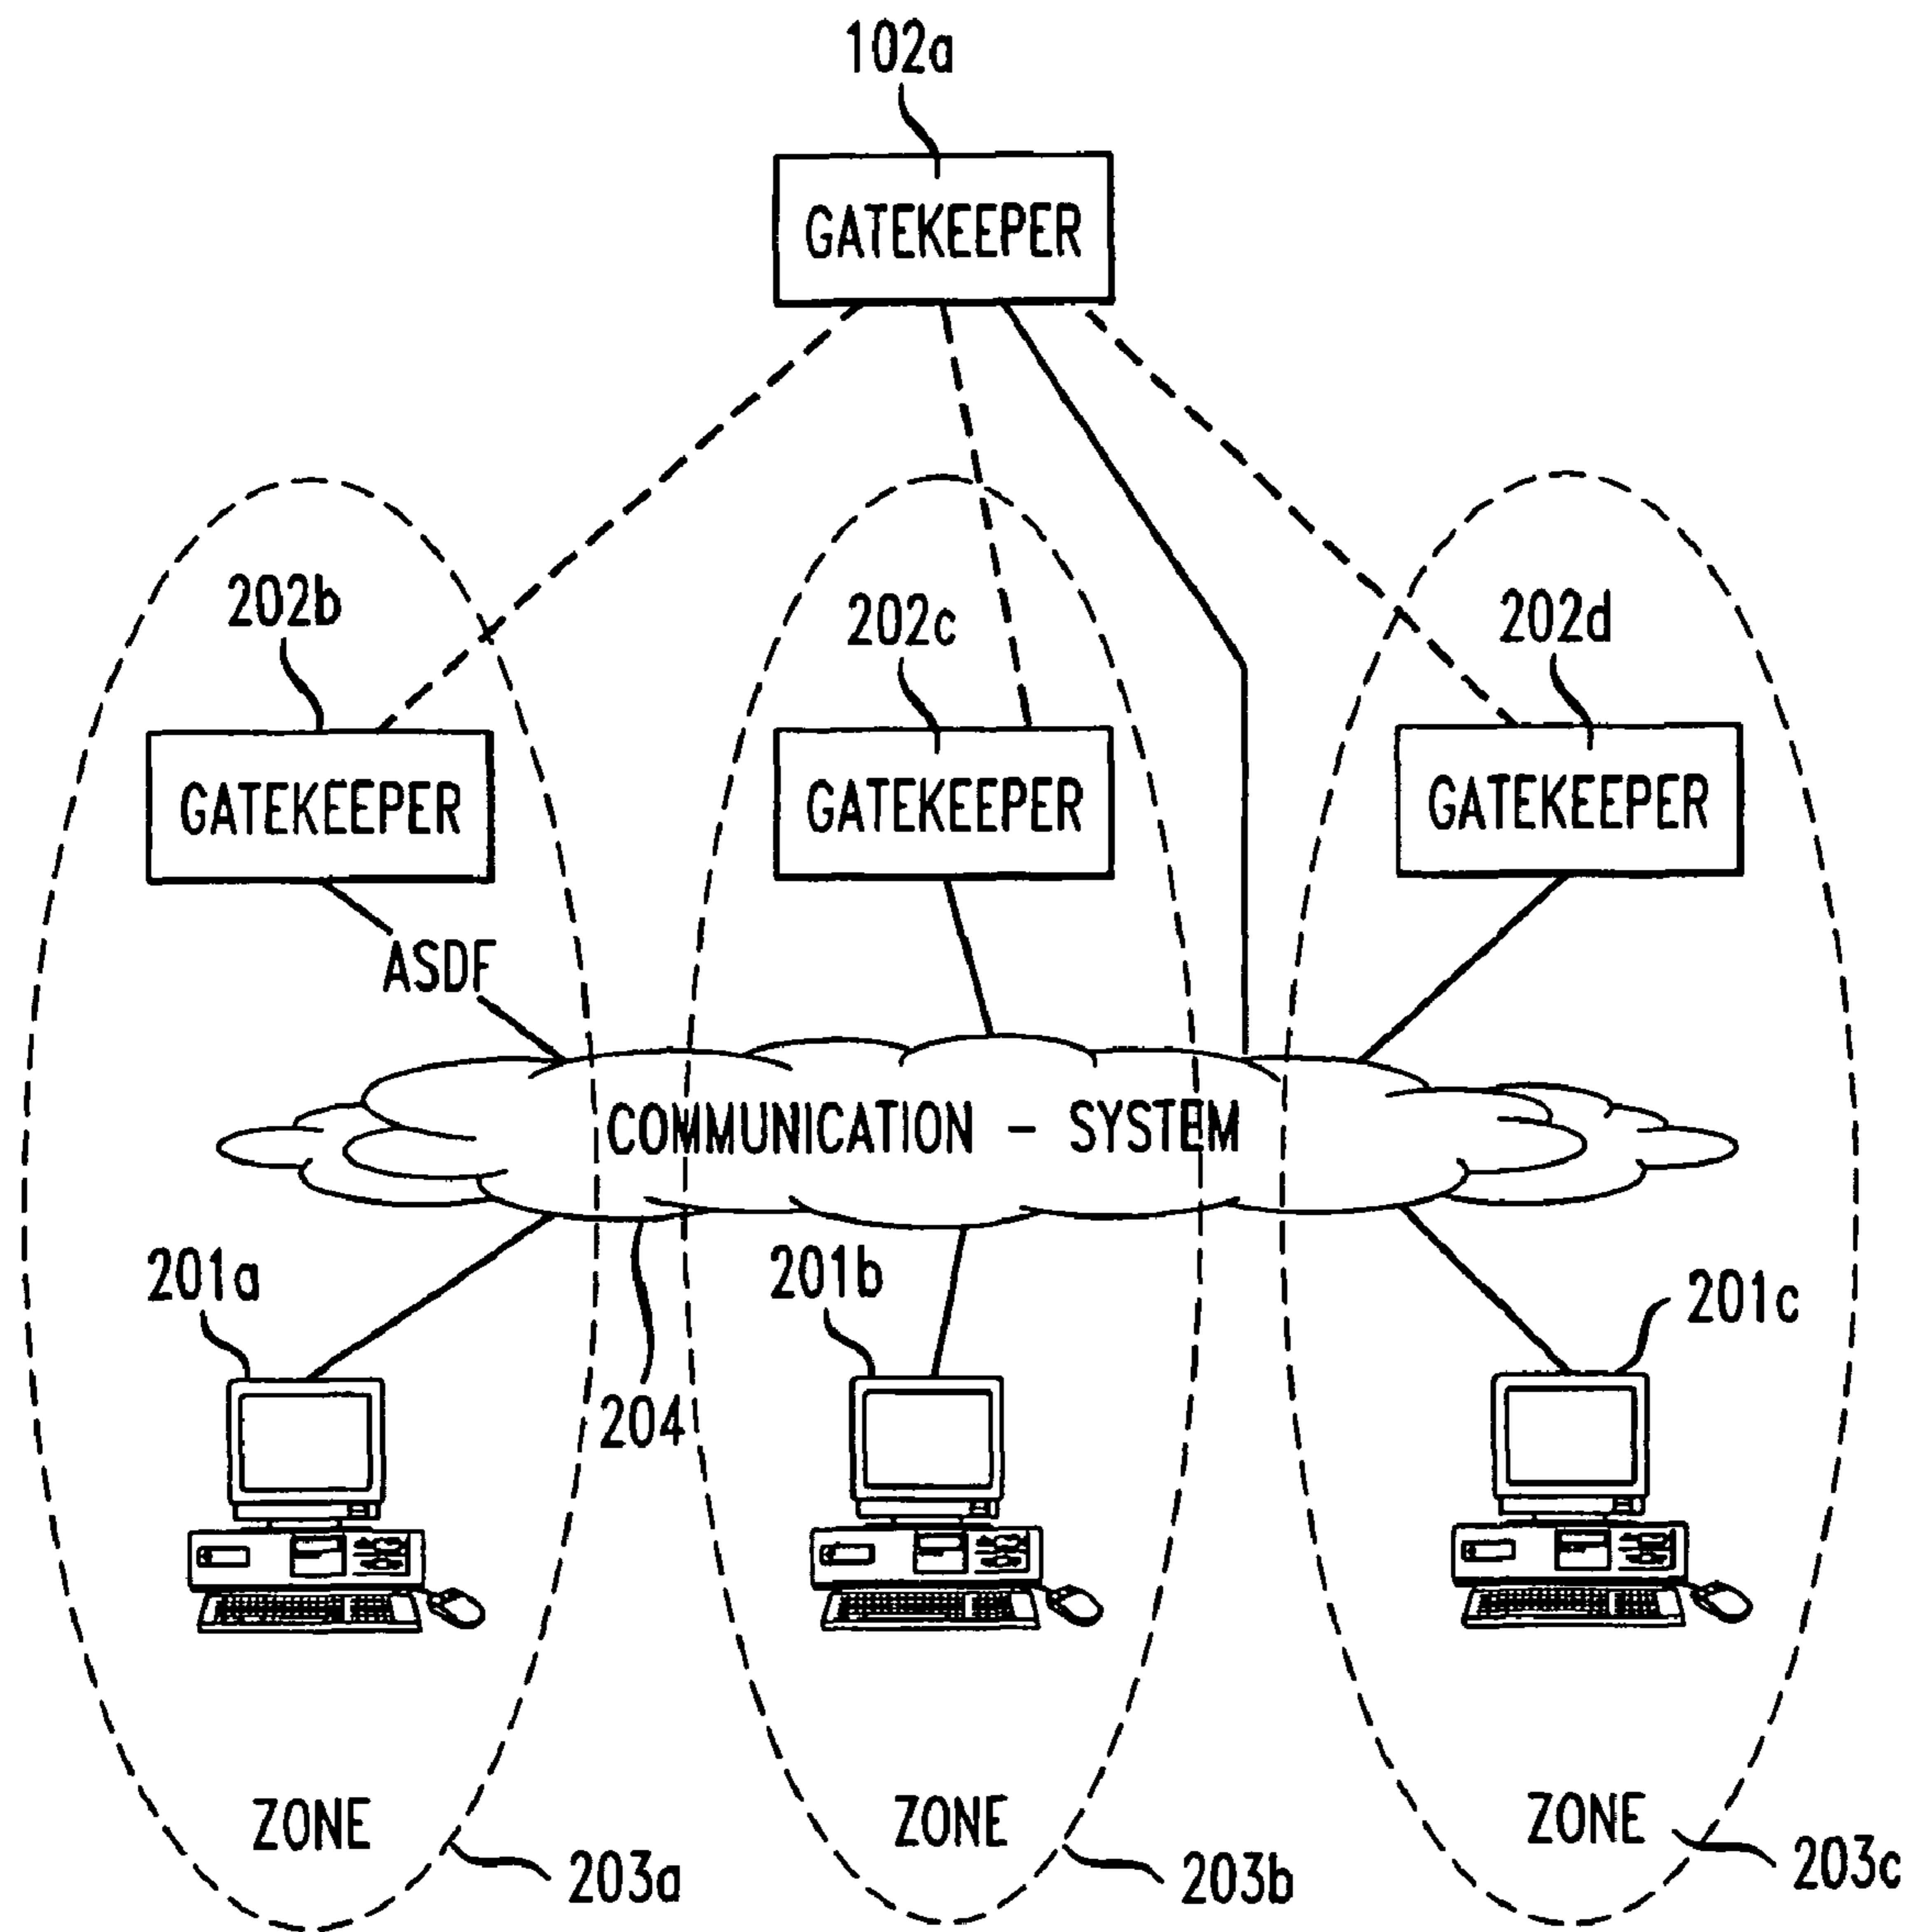 102a
GATEKEEPER
202b
202c
202d
GATEKEEPER
GATEKEEPER
GATEKEEPER
ASDF
COMMUNICATION - SYSTEM
201a
201b
201c
204
ZONE
ZONE
ZONE
203a
203b
203c